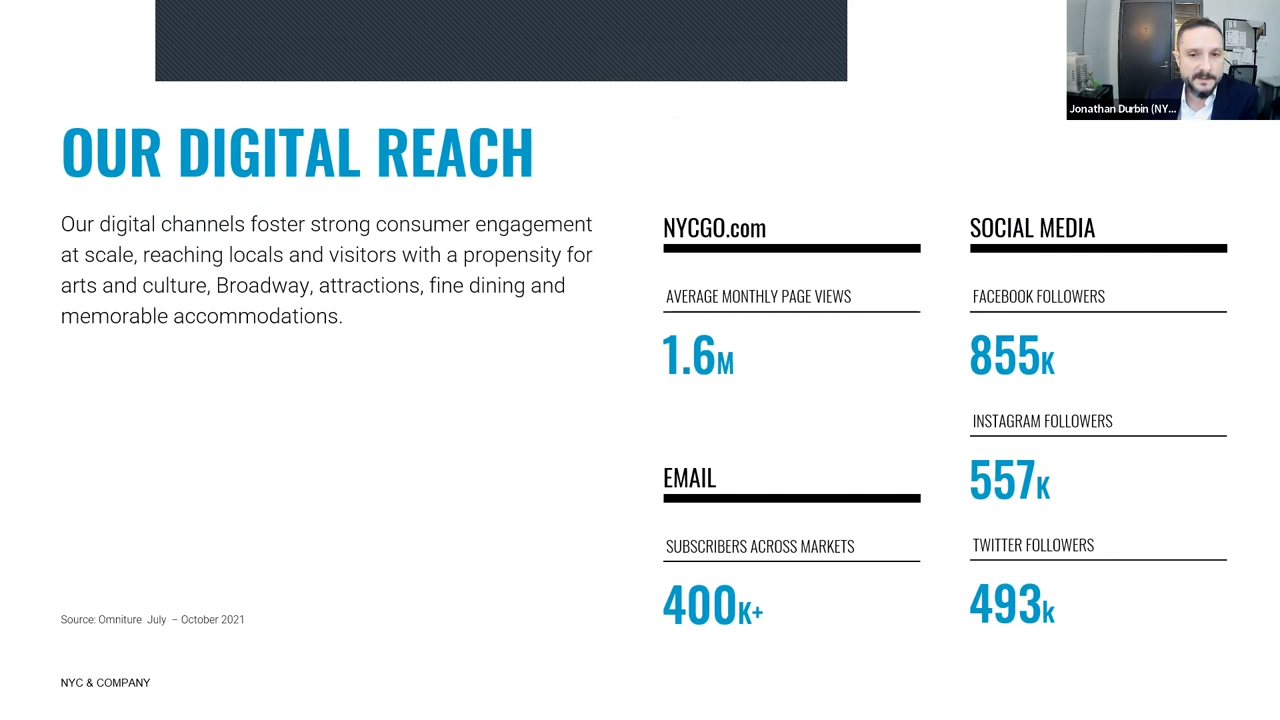 Jonathan Durbin (NY...
OUR DIGITAL REACH
Our digital channels foster strong consumer engagement
at scale, reaching locals and visitors with a propensity for
arts and culture, Broadway, attractions, fine dining and
memorable accommodations.
NYCGO.com
AVERAGE MONTHLY PAGE VIEWS
1.6M
EMAIL
SUBSCRIBERS ACROSS MARKETS
400K+
SOCIAL MEDIA
FACEBOOK FOLLOWERS
855K
INSTAGRAM FOLLOWERS
557K
TWITTER FOLLOWERS
493k
Source: Omniture July – October 2021
NYC & COMPANY